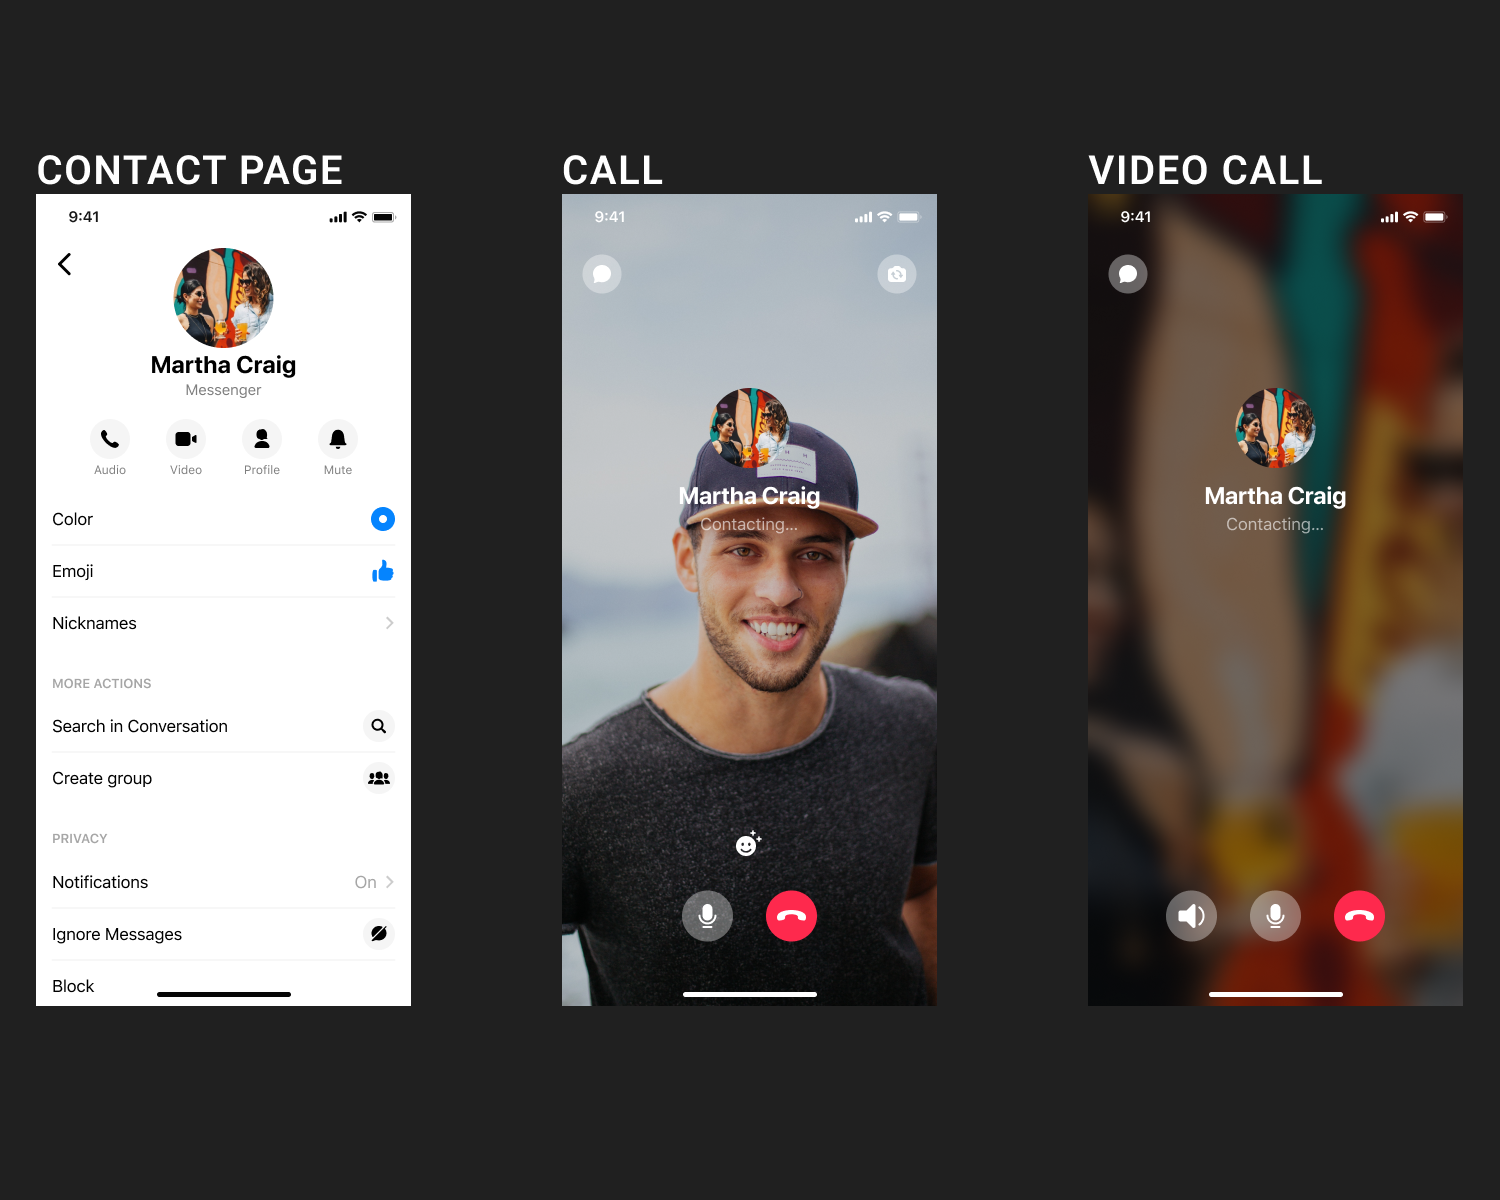 CONTACT PAGE
9:41
Martha Craig
Messenger
Audio Video Profile Mute
Color
Emoji
Nicknames
MORE ACTIONS
Search in Conversation
Create group
PRIVACY
Notifications On
Ignore Messages
Block
CALL
9:41
Martha Craig
Contacting...
VIDEO CALL
9:41
Martha Craig
Contacting...